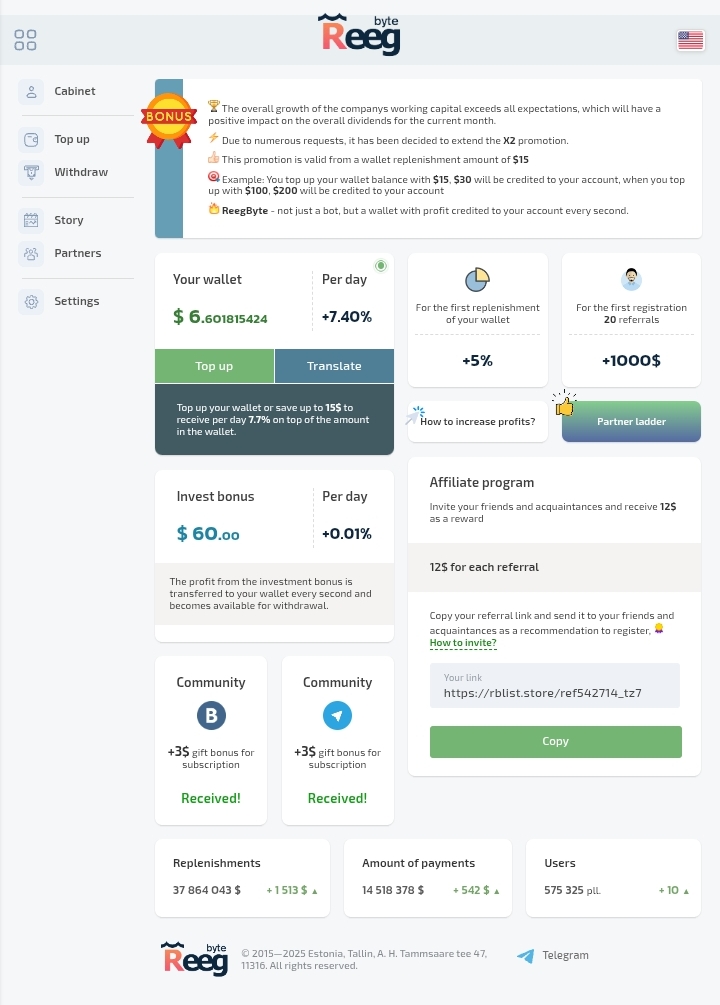 byte
Reeg
Cabinet
Top up
Withdraw
Story
Partners
Settings
BONUS
🏆The overall growth of the companys working capital exceeds all expectations, which will have a
positive impact on the overall dividends for the current month.
⚡ Due to numerous requests, it has been decided to extend the X2 promotion.
👍🏻This promotion is valid from a wallet replenishment amount of $15
🎯Example: You top up your wallet balance with $15, $30 will be credited to your account, when you top
up with $100, $200 will be credited to your account
🔥ReegByte - not just a bot, but a wallet with profit credited to your account every second.
Your wallet
Per day
$ 6.601815424
+7.40%
Top up
Translate
Top up your wallet or save up to 15$ to
receive per day 7.7% on top of the amount
in the wallet.
For the first replenishment
of your wallet
+5%
For the first registration
20 referrals
+1000$
How to increase profits?
Partner ladder
Invest bonus
Per day
$ 60.00
+0.01%
The profit from the investment bonus is
transferred to your wallet every second and
becomes available for withdrawal.
Affiliate program
Invite your friends and acquaintances and receive 12$
as a reward
12$ for each referral
Copy your referral link and send it to your friends and
acquaintances as a recommendation to register,
How to invite?
Your link
https://rblist.store/ref542714_tz7
Copy
Community
B
+3$ gift bonus for
subscription
Received!
Community
+3$ gift bonus for
subscription
Received!
Replenishments
37 864 043 $
+ 1 513 $ ▲
Amount of payments
14 518 378 $
+ 542 $ ▲
Users
575 325 pll.
+ 10 ▲
byte
Reeg
© 2015—2025 Estonia, Tallin, A. H. Tammsaare tee 47,
11316. All rights reserved.
Telegram